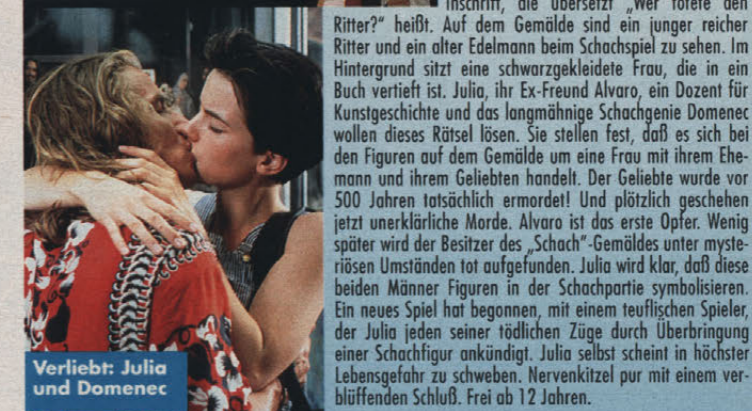 Inschrift, die übersetzt „Wer tötete den
Ritter?" heißt. Auf dem Gemälde sind ein junger reicher
Ritter und ein alter Edelmann beim Schachspiel zu sehen. Im
Hintergrund sitzt eine schwarzgekleidete Frau, die in ein
Buch vertieft ist. Julia, ihr Ex-Freund Alvaro, ein Dozent für
Kunstgeschichte und das langmähnige Schachgenie Domenec
wollen dieses Rätsel lösen. Sie stellen fest, daß es sich bei
den Figuren auf dem Gemälde um eine Frau mit ihrem Ehe-
mann und ihrem Geliebten handelt. Der Geliebte wurde vor
500 Jahren tatsächlich ermordet! Und plötzlich geschehen
jetzt unerklärliche Morde. Alvaro ist das erste Opfer. Wenig
später wird der Besitzer des „Schach"-Gemäldes unter myste-
riösen Umständen tot aufgefunden. Julia wird klar, daß diese
beiden Männer Figuren in der Schachpartie symbolisieren.
Ein neues Spiel hat begonnen, mit einem teuflischen Spieler,
der Julia jeden seiner tödlichen Züge durch Überbringung
einer Schachfigur ankündigt. Julia selbst scheint in höchster
Lebensgefahr zu schweben. Nervenkitzel pur mit einem ver-
blüffenden Schluß. Frei ab 12 Jahren.
Verliebt: Julia
und Domenec